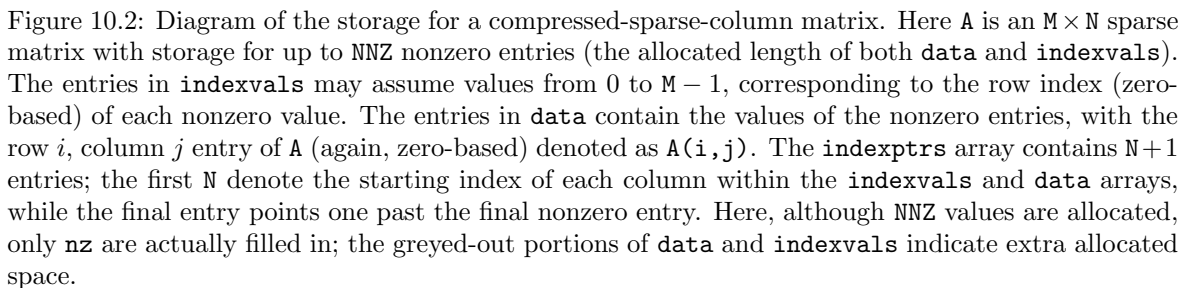 Figure 10.2: Diagram of the storage for a compressed-sparse-column matrix. Here A is an M × N sparse
matrix with storage for up to NNZ nonzero entries (the allocated length of both data and indexvals).
The entries in indexvals may assume values from 0 to M − 1, corresponding to the row index (zero-
based) of each nonzero value. The entries in data contain the values of the nonzero entries, with the
row i, column j entry of A (again, zero-based) denoted as A(i,j). The indexptrs array contains N+1
entries; the first N denote the starting index of each column within the indexvals and data arrays,
while the final entry points one past the final nonzero entry. Here, although NNZ values are allocated,
only nz are actually filled in; the greyed-out portions of data and indexvals indicate extra allocated
space.